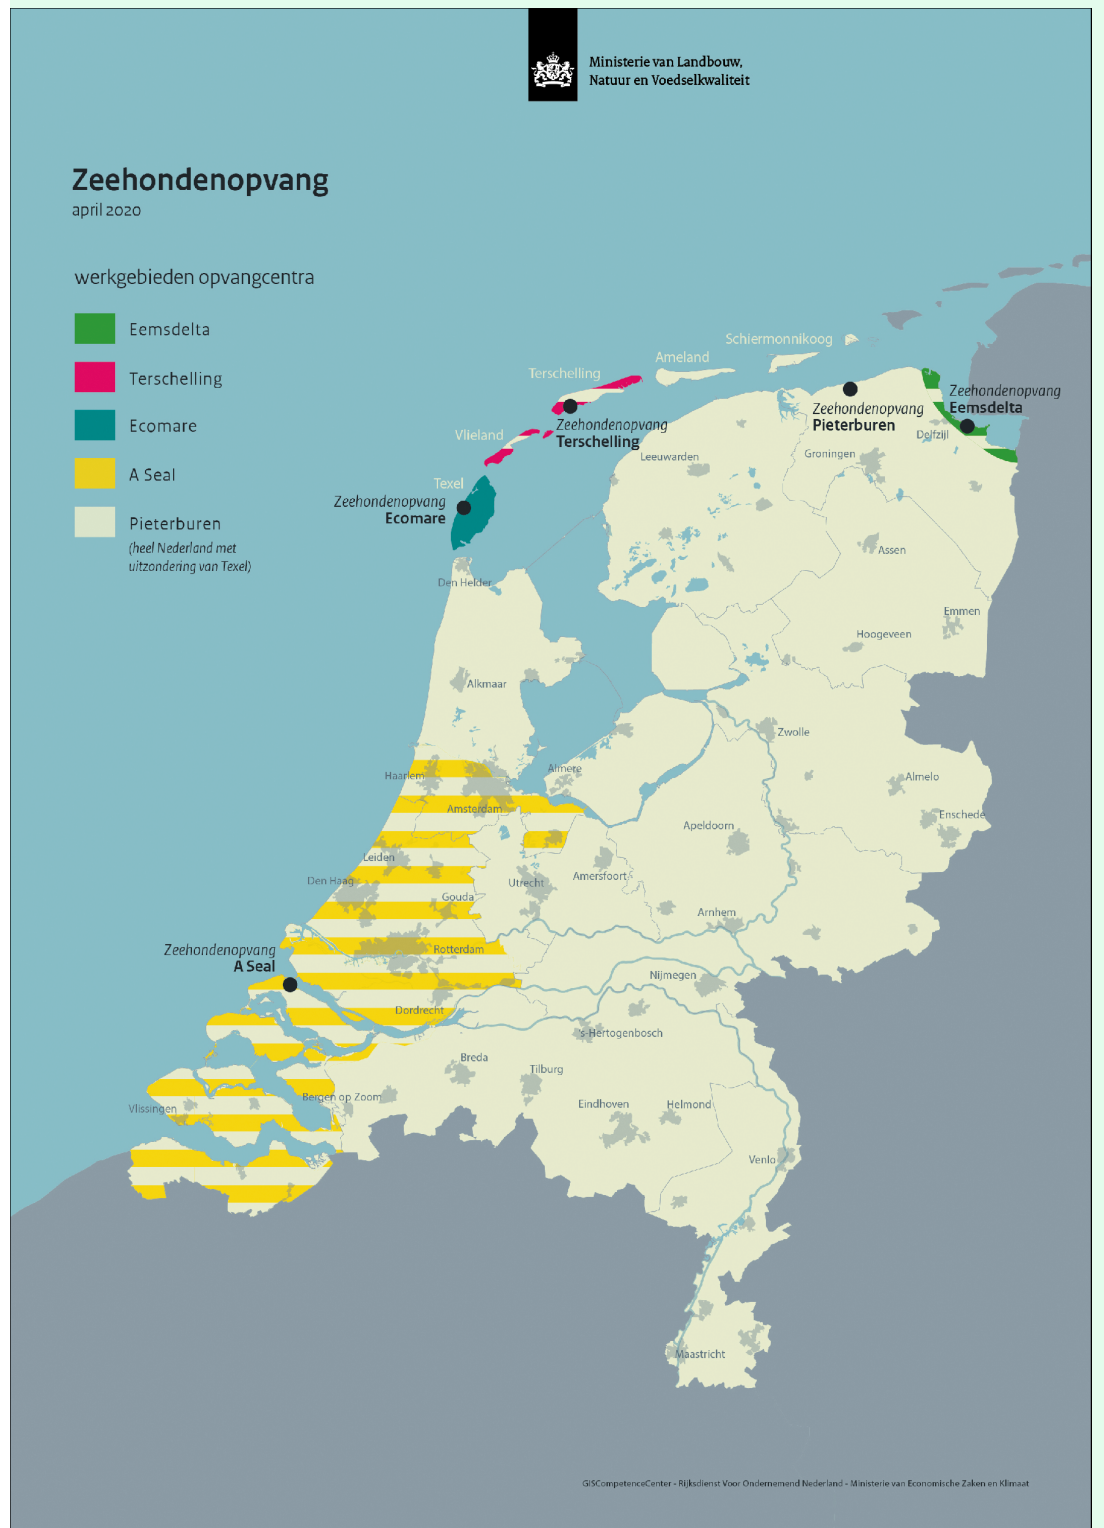 Ministerie van Landbouw,
Natuur en Voedselkwaliteit
Zeehondenopvang
april 2020
werkgebieden opvangcentra
Eemsdelta
Terschelling
Ecomare
A Seal
Pieterburen
(heel Nederland met
uitzondering van Texel)
Schiermonnikoog
Ameland
Terschelling
Zeehondenopvang
Eemsdelta
Zeehondenopvang
Pieterburen
Zeehondenopvang
Terschelling
Vlieland
Delfzijl
Leeuwarden
Groningen
Texel
Zeehondenopvang
Ecomare
Assen
Den Helder
Emmen
Hoogeveen
Alkmaar
Zwolle
Haarlem
Almere
Almelo
Amsterdam
Enschede
Apeldoorn
Leiden
Den Haag
Utrecht
Amersfoort
Gouda
Arnhem
Zeehondenopvang
A Seal
Rotterdam
Nijmegen
Dordrecht
's-Hertogenbosch
Breda
Tilburg
Bergen op Zoom
Vlissingen
Eindhoven
Helmond
Venlo
Maastricht
GISCompetenceCenter - Rijksdienst Voor Ondernemend Nederland - Ministerie van Economische Zaken en Klimaat